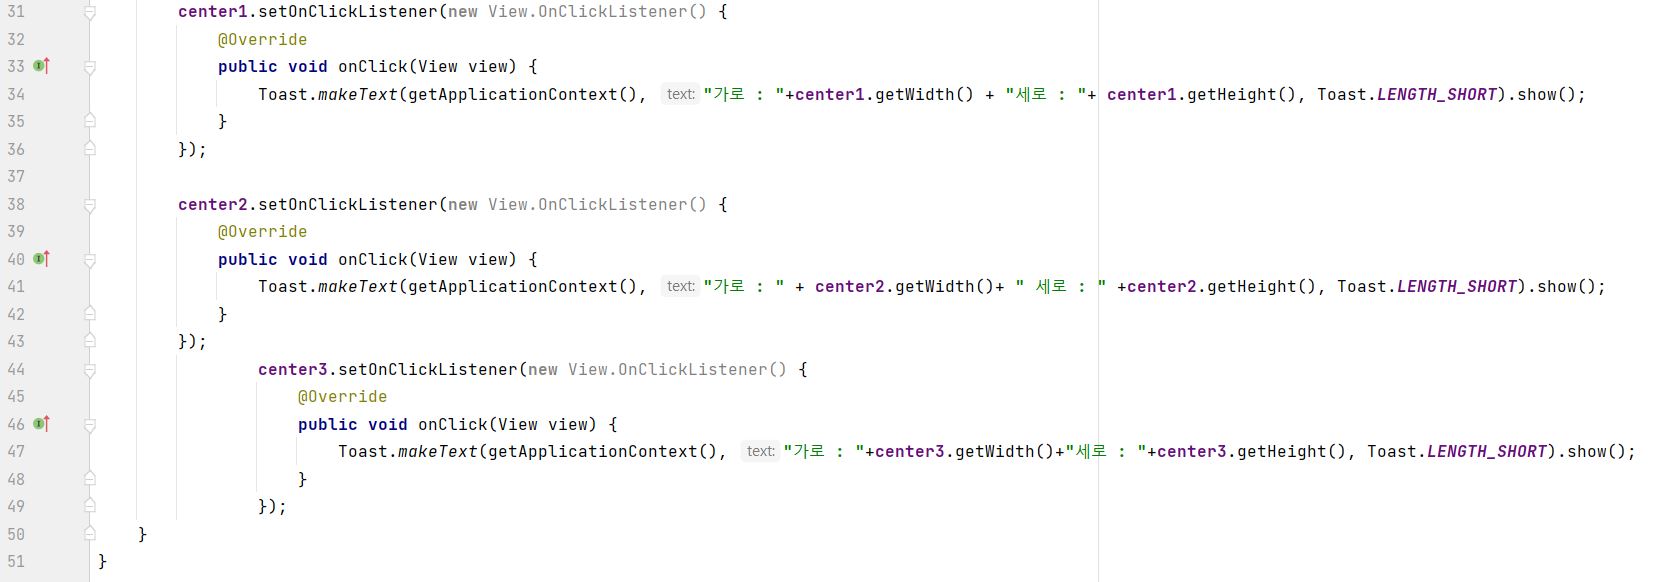 31 center1.setOnClickListener(new View.OnClickListener() {
32 @Override
33 public void onClick(View view) {
34 Toast.makeText(getApplicationContext(), text: "가로 : "+center1.getWidth() + "세로 : "+ center1.getHeight(), Toast.LENGTH_SHORT).show();
35 }
36 });
37
38 center2.setOnClickListener(new View.OnClickListener() {
39 @Override
40 public void onClick(View view) {
41 Toast.makeText(getApplicationContext(), text: "가로 : " + center2.getWidth()+ " 세로 : " +center2.getHeight(), Toast.LENGTH_SHORT).show();
42 }
43 });
44 center3.setOnClickListener(new View.OnClickListener() {
45 @Override
46 public void onClick(View view) {
47 Toast.makeText(getApplicationContext(), text: "가로 : "+center3.getWidth()+"세로 : "+center3.getHeight(), Toast.LENGTH_SHORT).show();
48 }
49 });
50 }
51 }